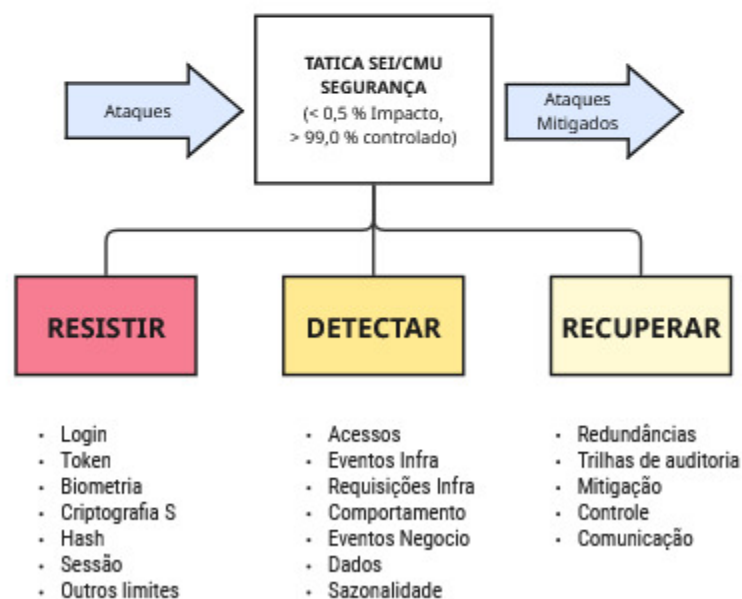 TATICA SEI/CMU
SEGURANÇA
(< 0,5 % Impacto,
> 99,0 % controlado)
Ataques
Ataques
Mitigados
RESISTIR
DETECTAR
RECUPERAR
• Login
• Token
• Biometria
• Criptografia S
• Hash
• Sessão
• Outros limites
• Acessos
• Eventos Infra
• Requisições Infra
• Comportamento
• Eventos Negocio
• Dados
• Sazonalidade
• Redundâncias
• Trilhas de auditoria
• Mitigação
• Controle
• Comunicação